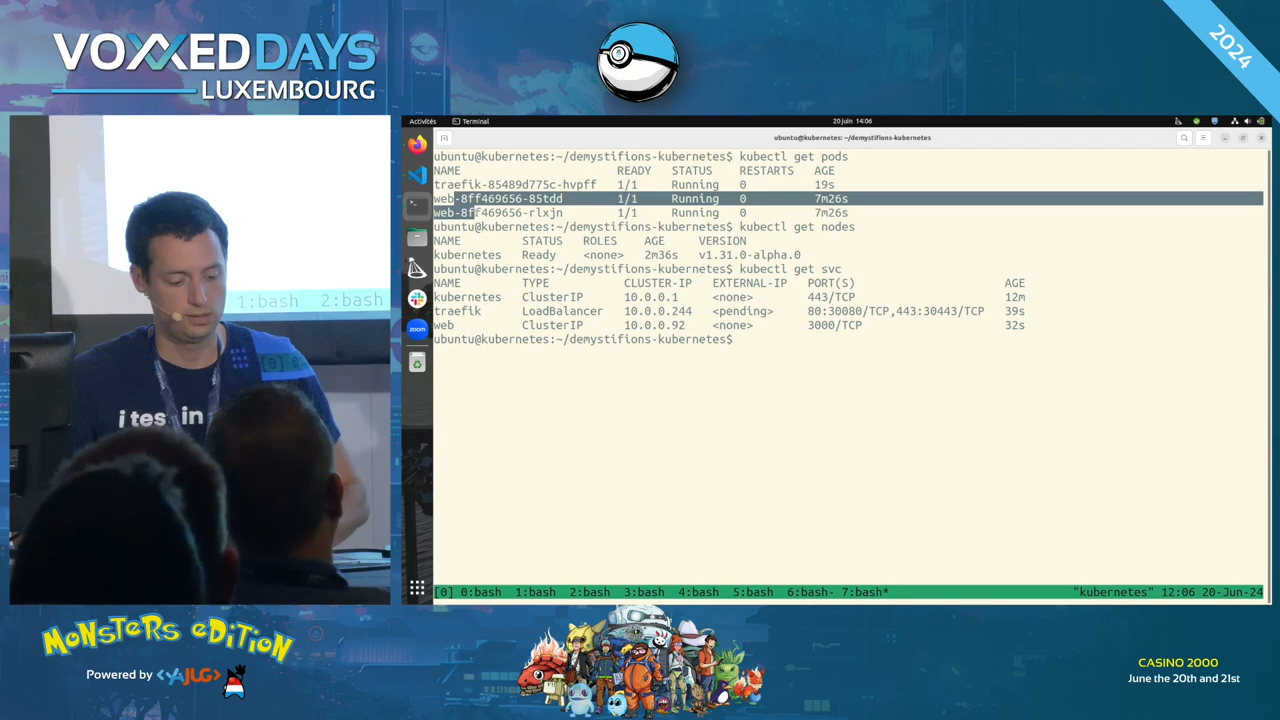 VOXXED DAYS
LUXEMBOURG
2024
1:bash 2:bash
[0]
i tes in
Activités Terminal 20 juin 14:06
ubuntu@kubernetes: ~/demystifions-kubernetes
ubuntu@kubernetes:~/demystifions-kubernetes$ kubectl get pods
NAME READY STATUS RESTARTS AGE
traefik-85489d775c-hvpff 1/1 Running 0 19s
web-8ff469656-85tdd 1/1 Running 0 7m26s
web-8ff469656-rlxjn 1/1 Running 0 7m26s
ubuntu@kubernetes:~/demystifions-kubernetes$ kubectl get nodes
NAME STATUS ROLES AGE VERSION
kubernetes Ready <none> 2m36s v1.31.0-alpha.0
ubuntu@kubernetes:~/demystifions-kubernetes$ kubectl get svc
NAME TYPE CLUSTER-IP EXTERNAL-IP PORT(S) AGE
kubernetes ClusterIP 10.0.0.1 <none> 443/TCP 12m
traefik LoadBalancer 10.0.0.244 <pending> 80:30080/TCP,443:30443/TCP 39s
web ClusterIP 10.0.0.92 <none> 3000/TCP 32s
ubuntu@kubernetes:~/demystifions-kubernetes$
zoom
[0] 0:bash 1:bash 2:bash 3:bash 4:bash 5:bash 6:bash- 7:bash* "kubernetes" 12:06 20-Jun-24
MONSTERS EDITION
Powered by <YAJUG>
CASINO 2000
June the 20th and 21st